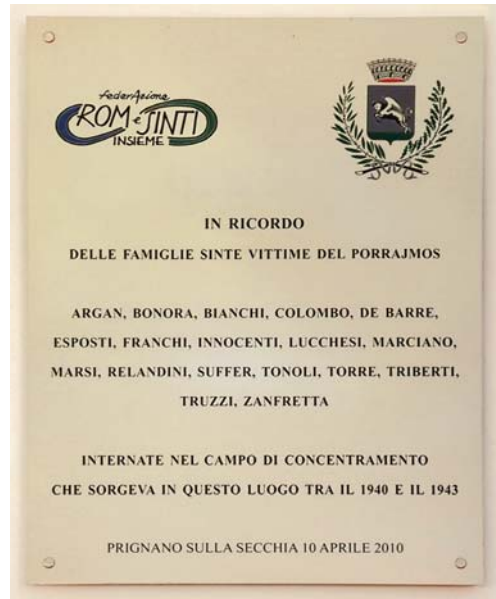 federAzione
ROM e SINTI
INSIEME
IN RICORDO
DELLE FAMIGLIE SINTE VITTIME DEL PORRAJMOS
ARGAN, BONORA, BIANCHI, COLOMBO, DE BARRE,
ESPOSTI, FRANCHI, INNOCENTI, LUCCHESI, MARCIANO,
MARSI, RELANDINI, SUFFER, TONOLI, TORRE, TRIBERTI,
TRUZZI, ZANFRETTA
INTERNATE NEL CAMPO DI CONCENTRAMENTO
CHE SORGEVA IN QUESTO LUOGO TRA IL 1940 E IL 1943
PRIGNANO SULLA SECCHIA 10 APRILE 2010